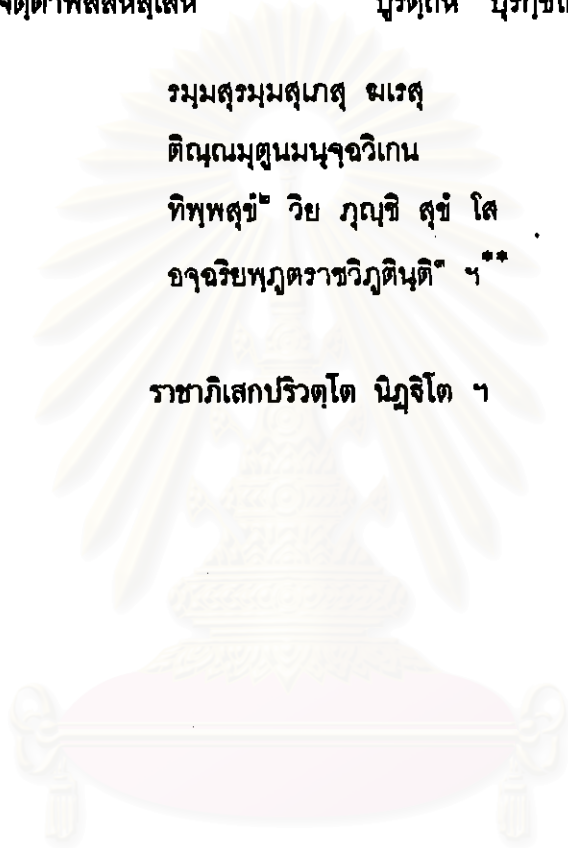 รมฺมสุรมฺมสุเภสุ ฆเรสุ
ติณฺณมุตูนมนุจฺฉวิเกน
ทิพฺพสุขํ๒ วิย ภุญฺชิ สุขํ โส
อจฺฉริยพฺภูตราชวิภูตินฺติ๓ ฯ**
ราชาภิเสกปริวตฺโต นิฏฺฐิโต ฯ